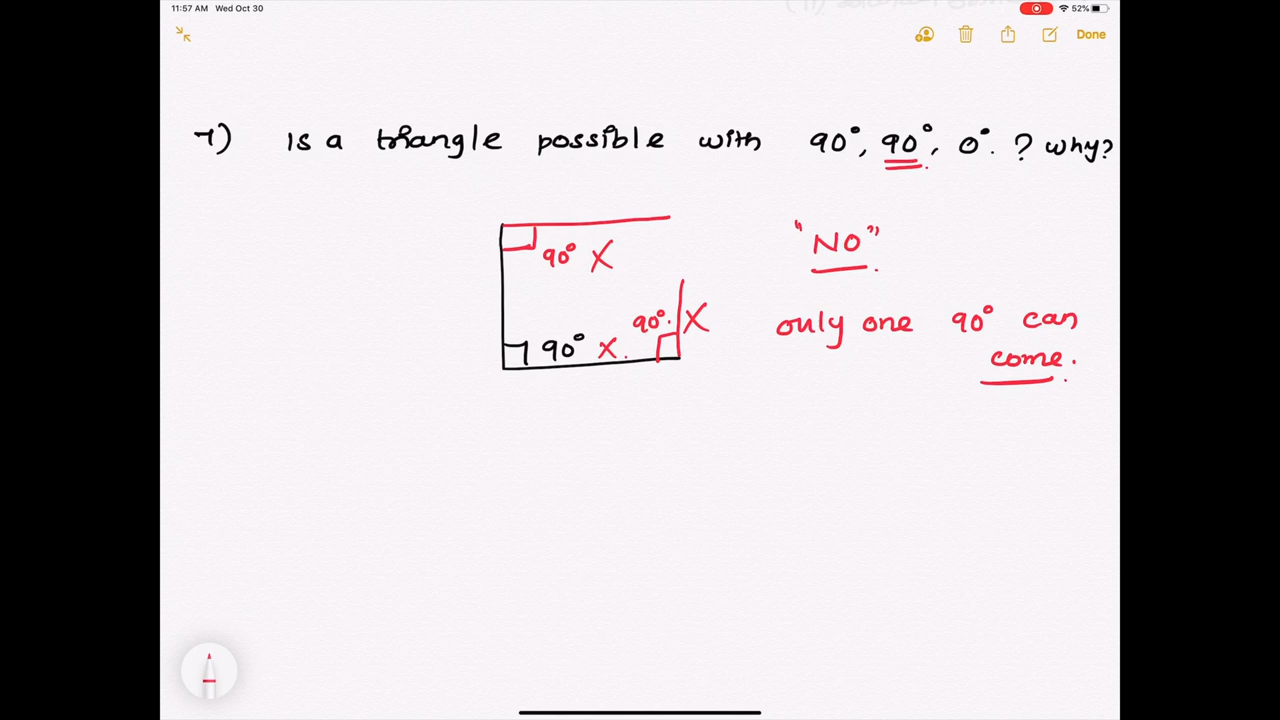 11:57 AM Wed Oct 30
52%
Done
7) is a triangle possible with 90°, 90°, 0°. ? why?
90° X
"NO"
90°. X
only one 90° can
90° x.
come.